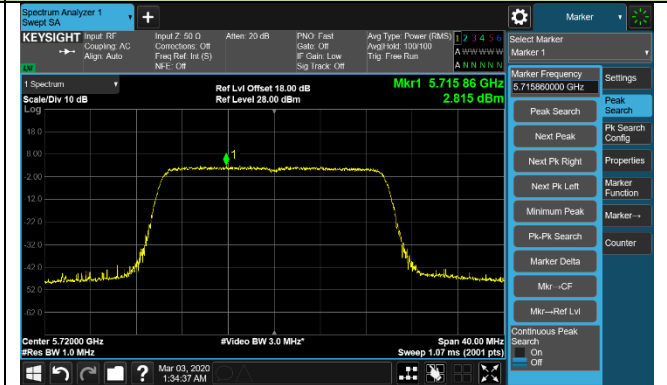 Spectrum Analyzer 1
Swept SA
Marker
KEYSIGHT
Input: RF
Coupling: AC
Align: Auto
Input Z: 50 Ω
Corrections: Off
Freq Ref: Int (S)
NFE: Off
Atten: 20 dB
PNO: Fast
Gate: Off
IF Gain: Low
Sig Track: Off
Avg Type: Power (RMS)
Avg|Hold: 100/100
Trig: Free Run
1 2 3 4 5 6
A W W W W W
A N N N N N
Select Marker
Marker 1
LXI
1 Spectrum
Scale/Div 10 dB
Log
Ref Lvl Offset 18.00 dB
Ref Level 28.00 dBm
Mkr1 5.715 86 GHz
2.815 dBm
18.0
8.00
-2.00
-12.0
-22.0
-32.0
-42.0
-52.0
-62.0
1
Center 5.72000 GHz
#Res BW 1.0 MHz
#Video BW 3.0 MHz*
Span 40.00 MHz
Sweep 1.07 ms (2001 pts)
Marker Frequency
5.715860000 GHz
Peak Search
Next Peak
Next Pk Right
Next Pk Left
Minimum Peak
Pk-Pk Search
Marker Delta
Mkr→CF
Mkr→Ref Lvl
Continuous Peak
Search
On
Off
Settings
Peak
Search
Pk Search
Config
Properties
Marker
Function
Marker→
Counter
Mar 03, 2020
1:34:37 AM